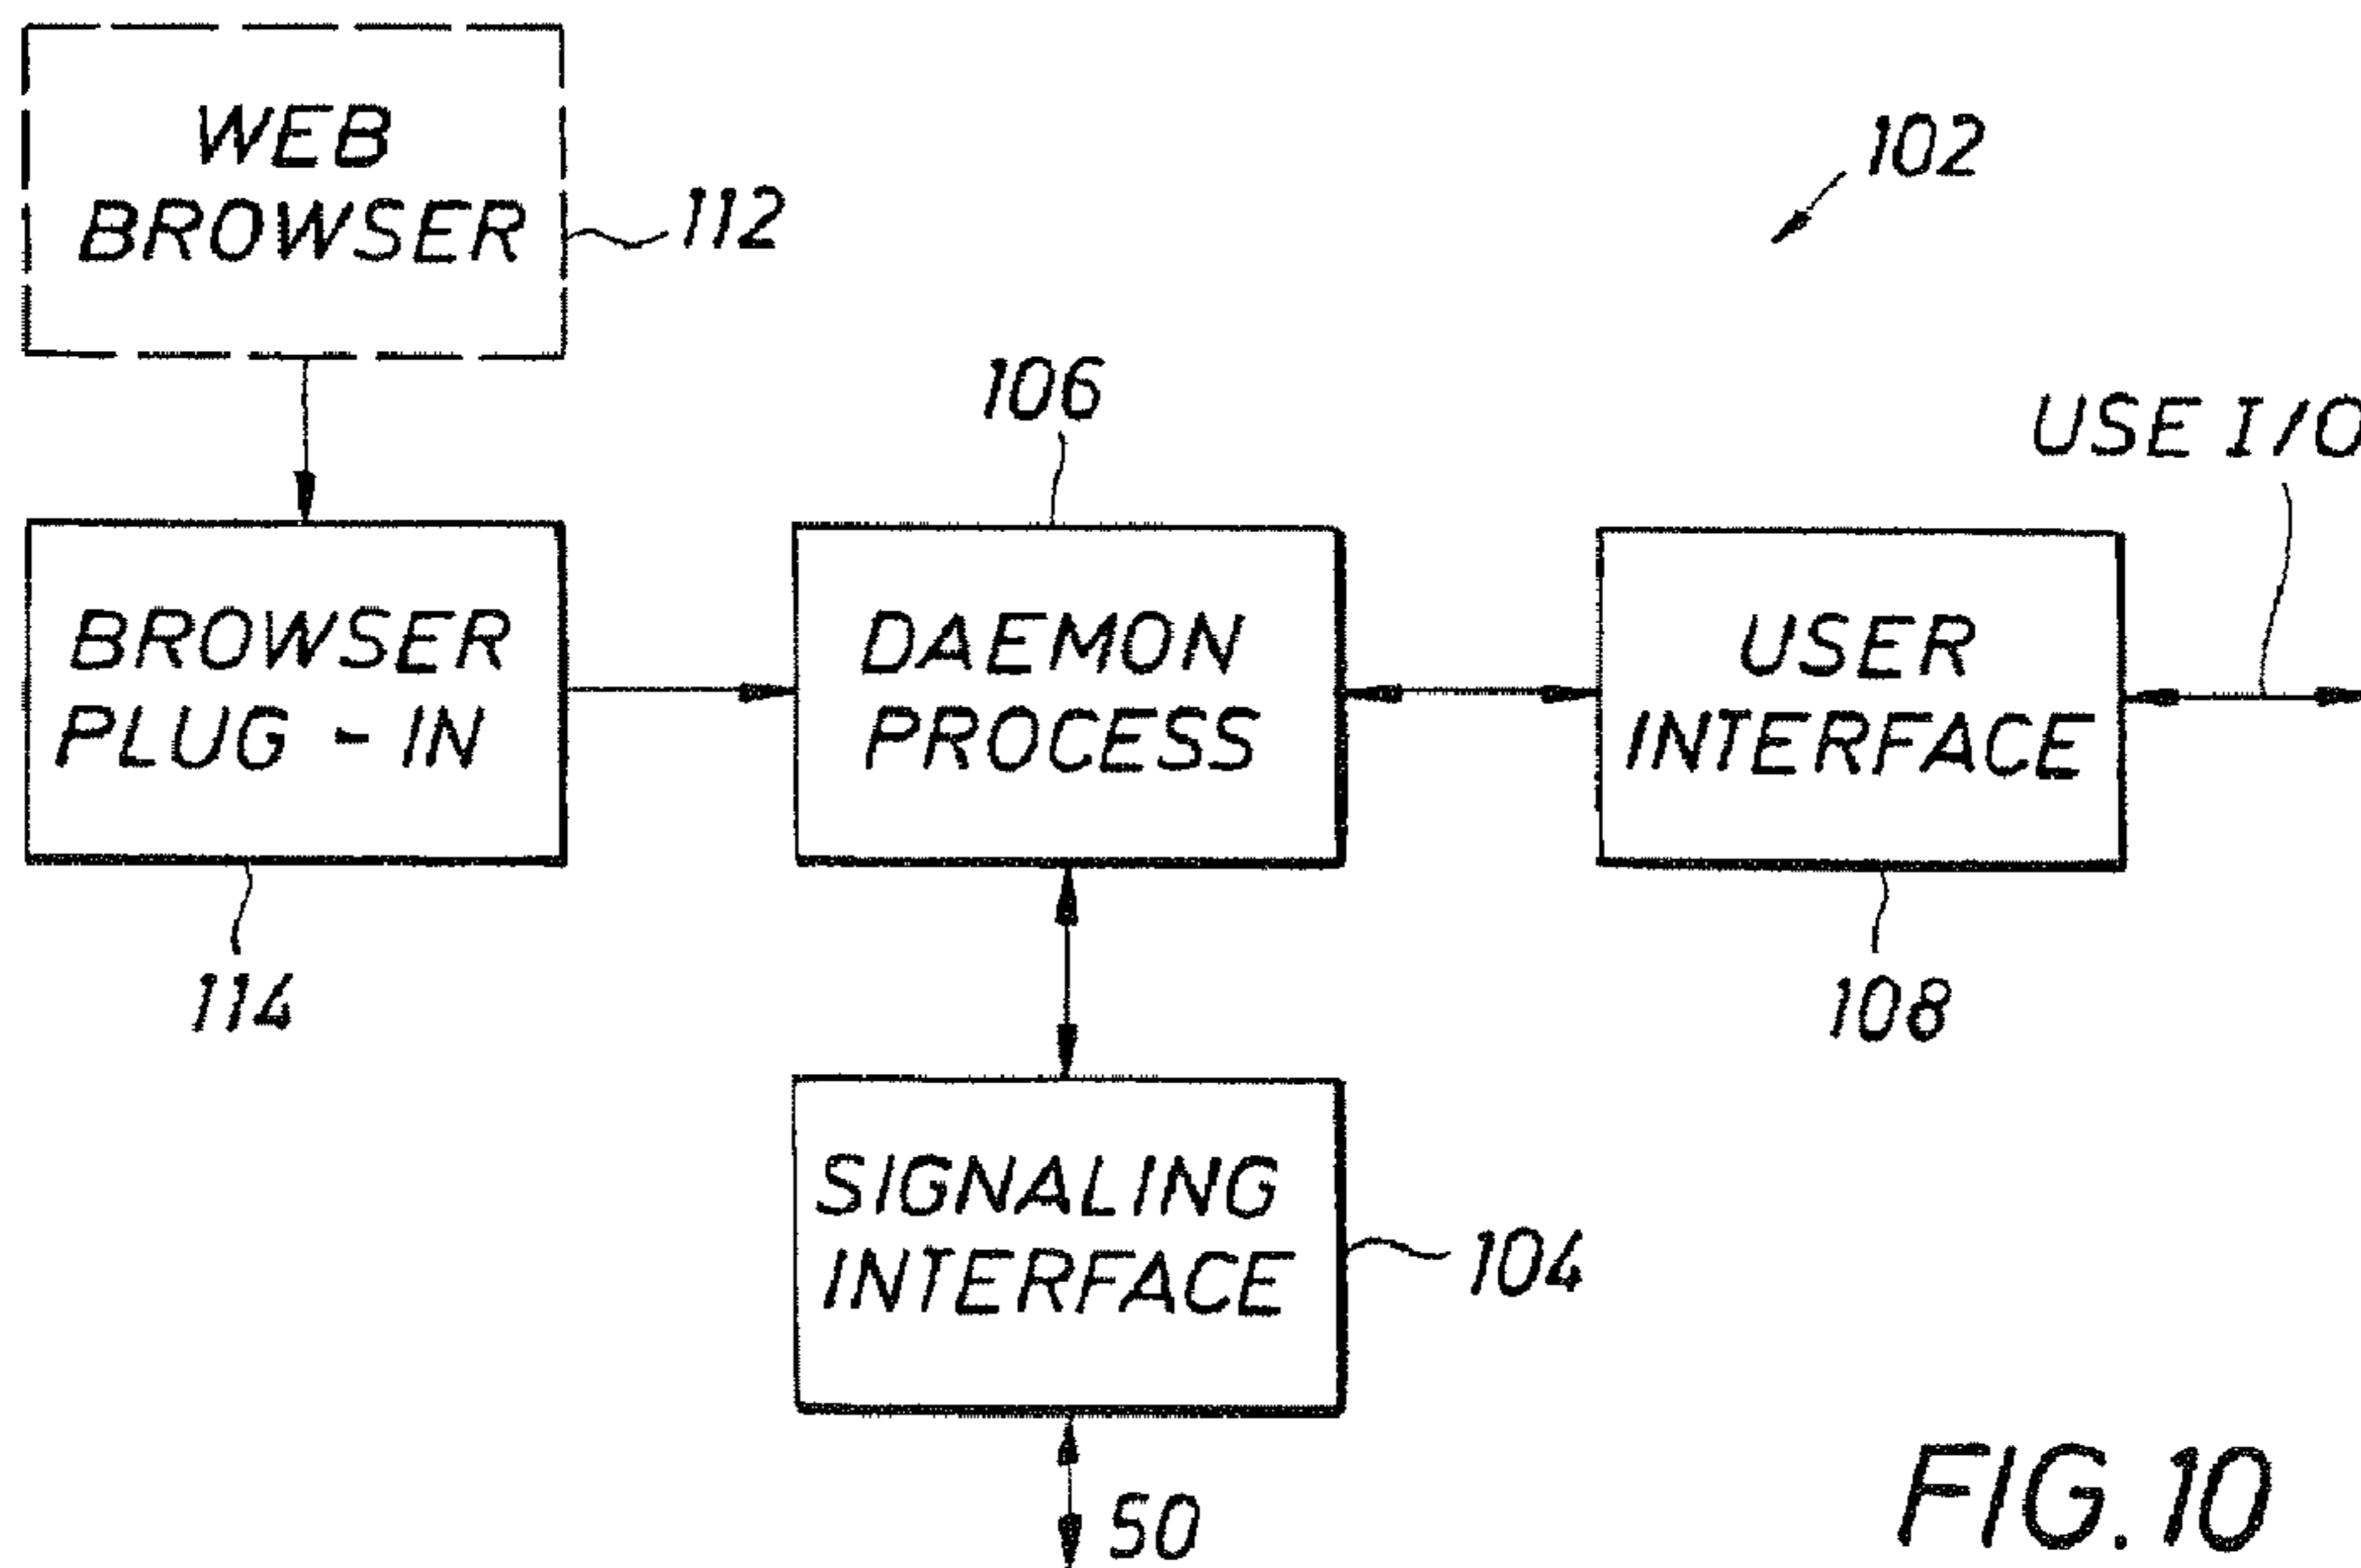 WEB
BROWSER
112
102
106
USE I/O
BROWSER
PLUG - IN
DAEMON
PROCESS
USER
INTERFACE
114
108
SIGNALING
INTERFACE
104
50
FIG. 10